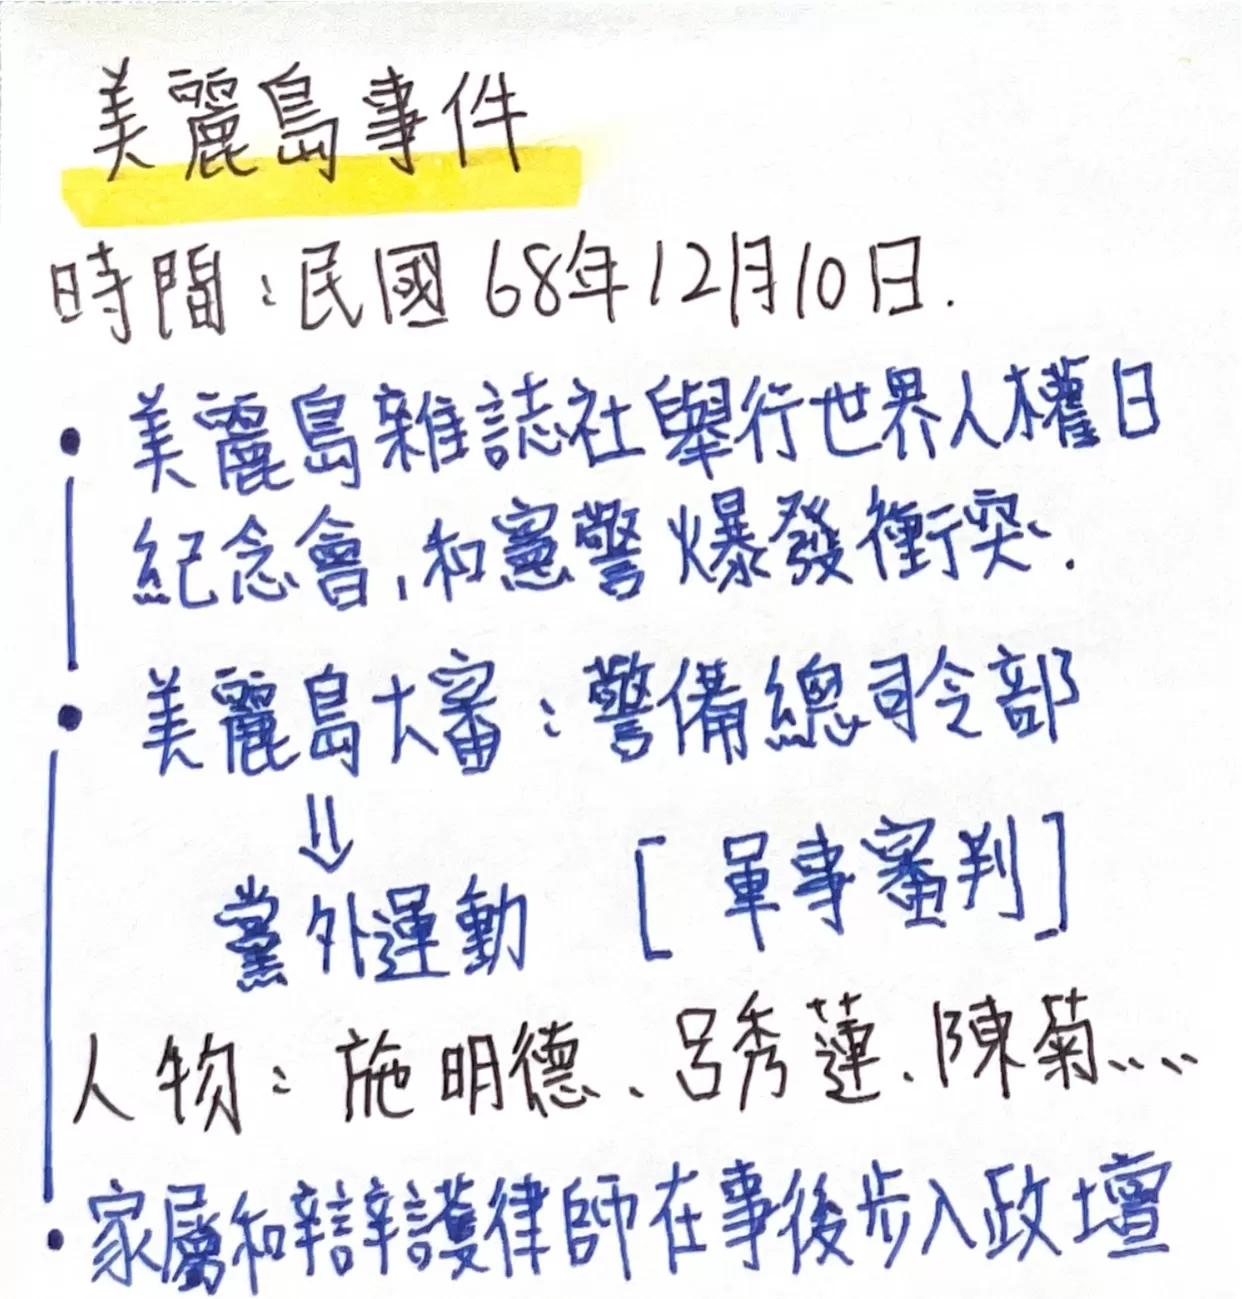 美麗島事件
時間：民國68年12月10日.
• 美麗島雜誌社舉行世界人權日
紀念會,和憲警爆發衝突.
• 美麗島大審：警備總司令部
⇓
黨外運動 [軍事審判]
人物：施明德、呂秀蓮、陳菊....
• 家屬和辯護律師在事後步入政壇